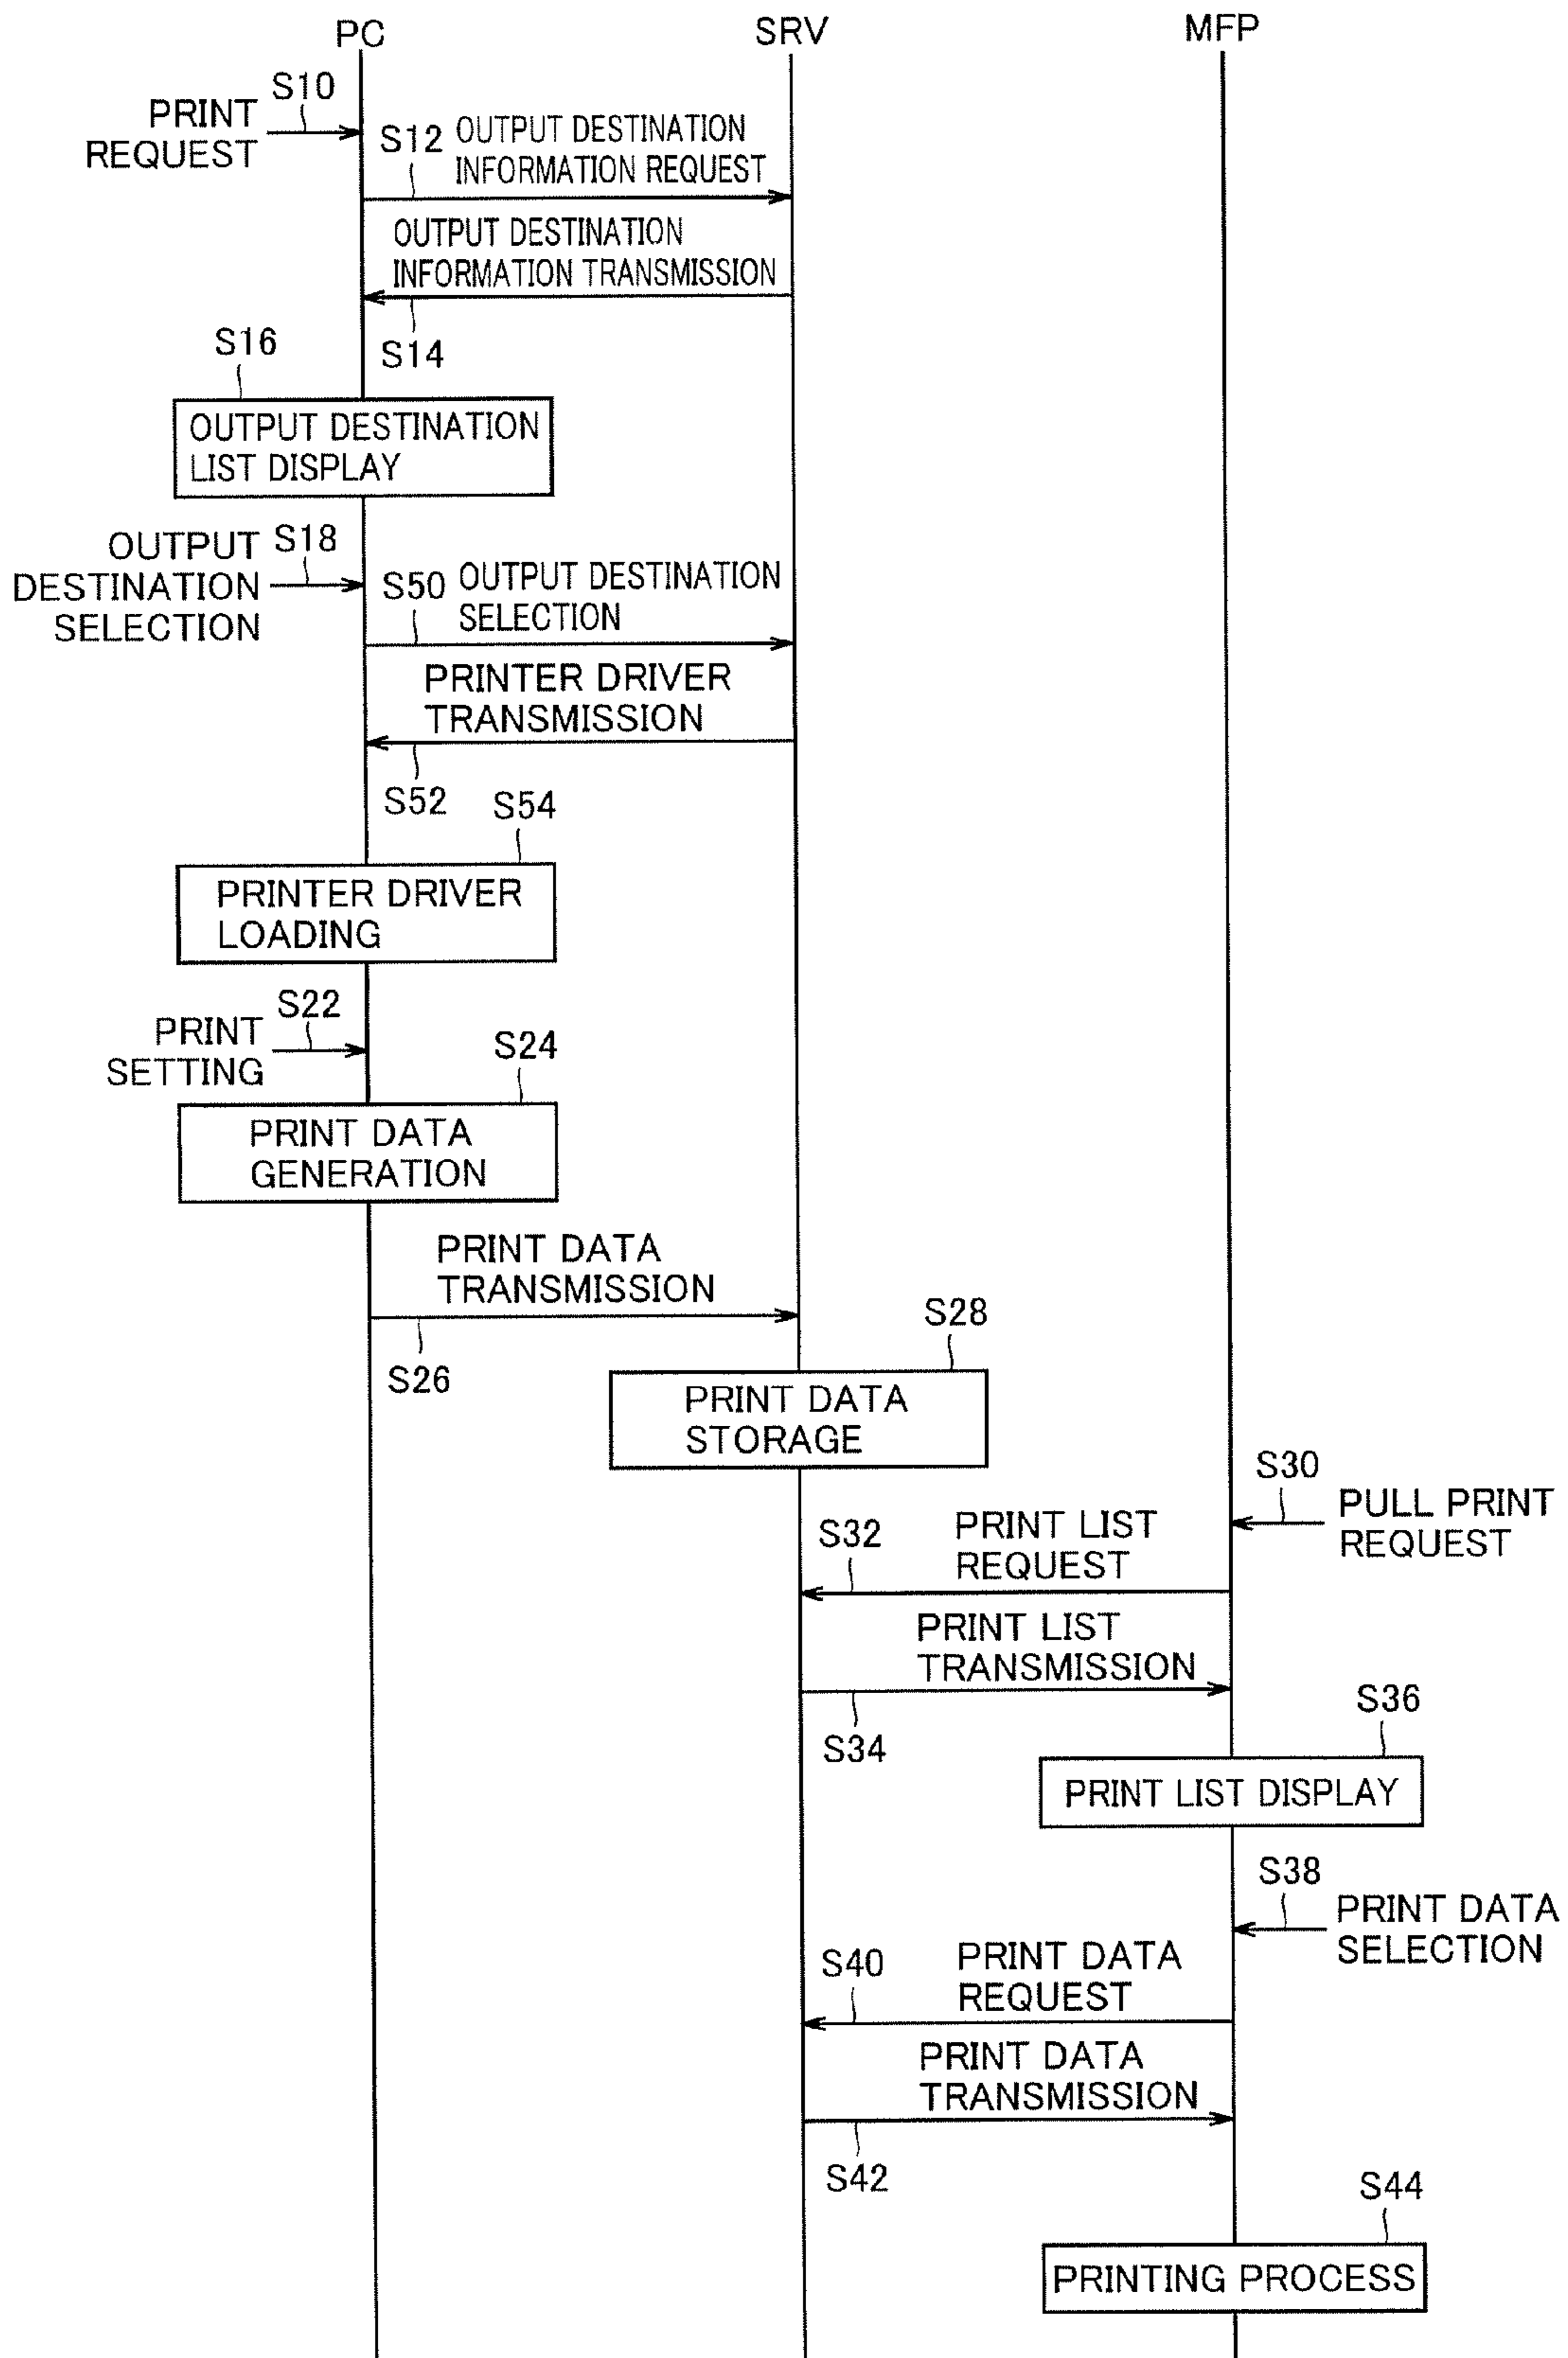 PC
SRV
MFP
S10
PRINT
REQUEST
S12
OUTPUT DESTINATION
INFORMATION REQUEST
OUTPUT DESTINATION
INFORMATION TRANSMISSION
S14
S16
OUTPUT DESTINATION
LIST DISPLAY
S18
OUTPUT
DESTINATION
SELECTION
S50
OUTPUT DESTINATION
SELECTION
PRINTER DRIVER
TRANSMISSION
S52
S54
PRINTER DRIVER
LOADING
S22
PRINT
SETTING
S24
PRINT DATA
GENERATION
PRINT DATA
TRANSMISSION
S26
S28
PRINT DATA
STORAGE
S30
PULL PRINT
REQUEST
S32
PRINT LIST
REQUEST
PRINT LIST
TRANSMISSION
S34
S36
PRINT LIST DISPLAY
S38
PRINT DATA
SELECTION
S40
PRINT DATA
REQUEST
PRINT DATA
TRANSMISSION
S42
S44
PRINTING PROCESS